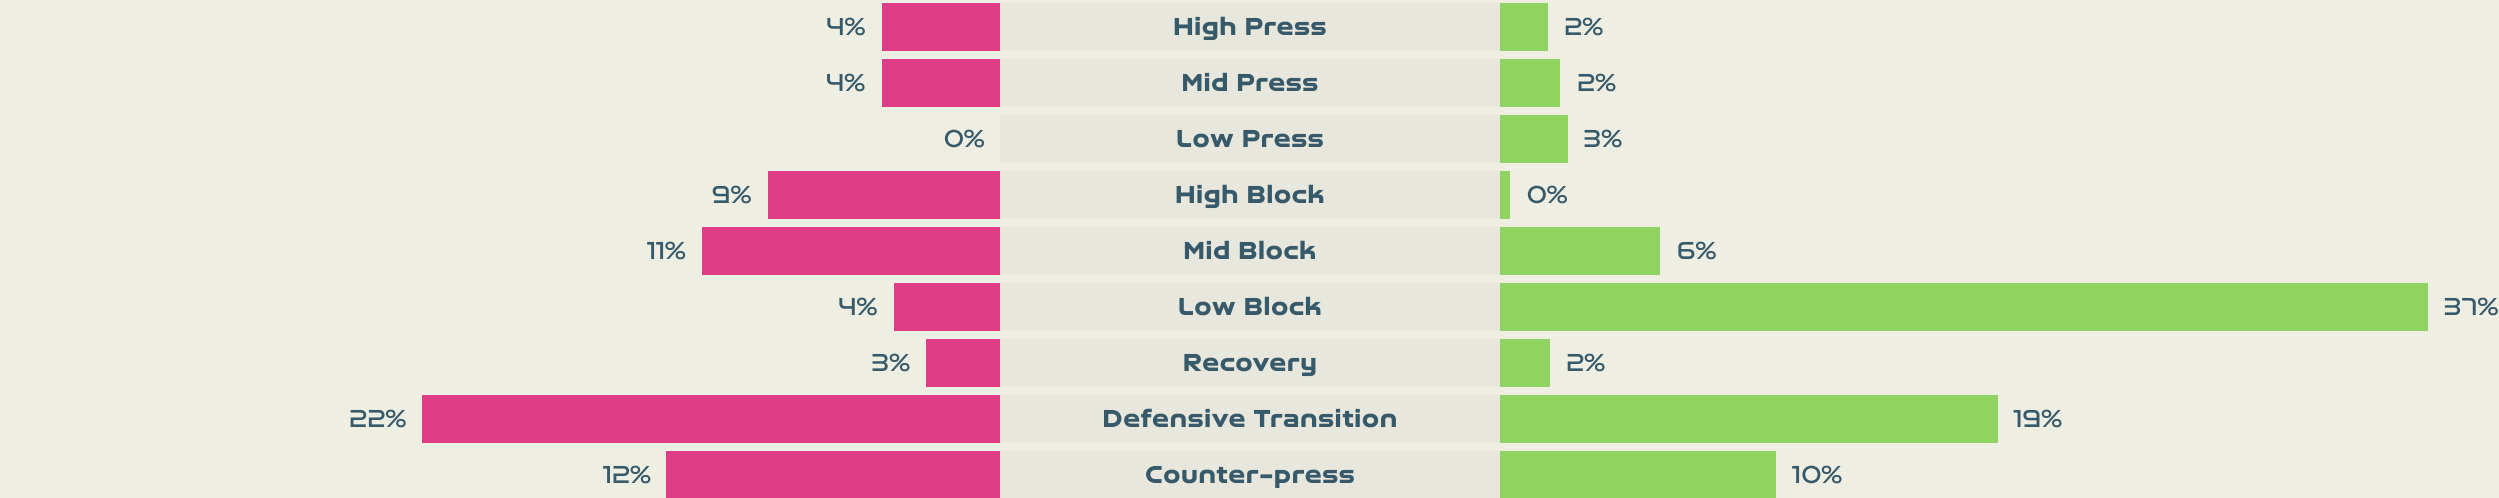 4% High Press 2%
4% Mid Press 2%
0% Low Press 3%
9% High Block 0%
11% Mid Block 6%
4% Low Block 37%
3% Recovery 2%
22% Defensive Transition 19%
12% Counter-press 10%